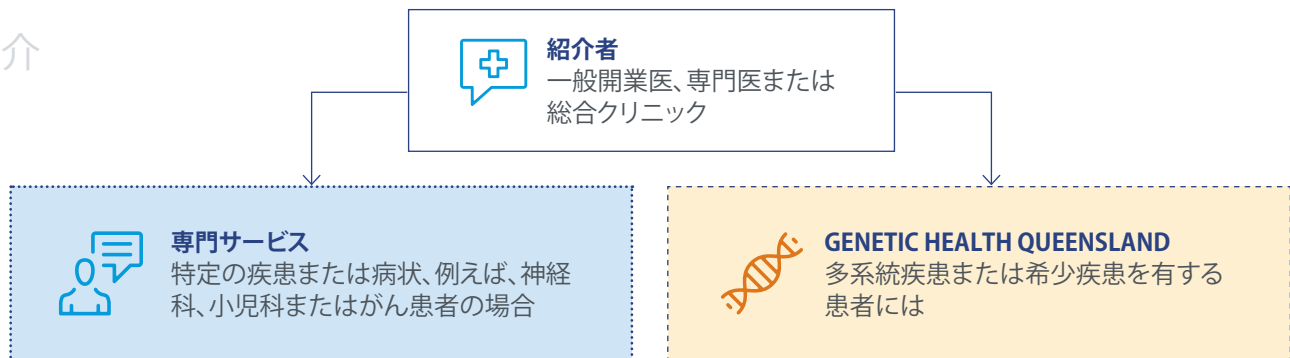 介
紹介者
一般開業医、専門医または
総合クリニック
専門サービス
特定の疾患または病状、例えば、神経
科、小児科またはがん患者の場合
GENETIC HEALTH QUEENSLAND
多系統疾患または希少疾患を有する
患者には